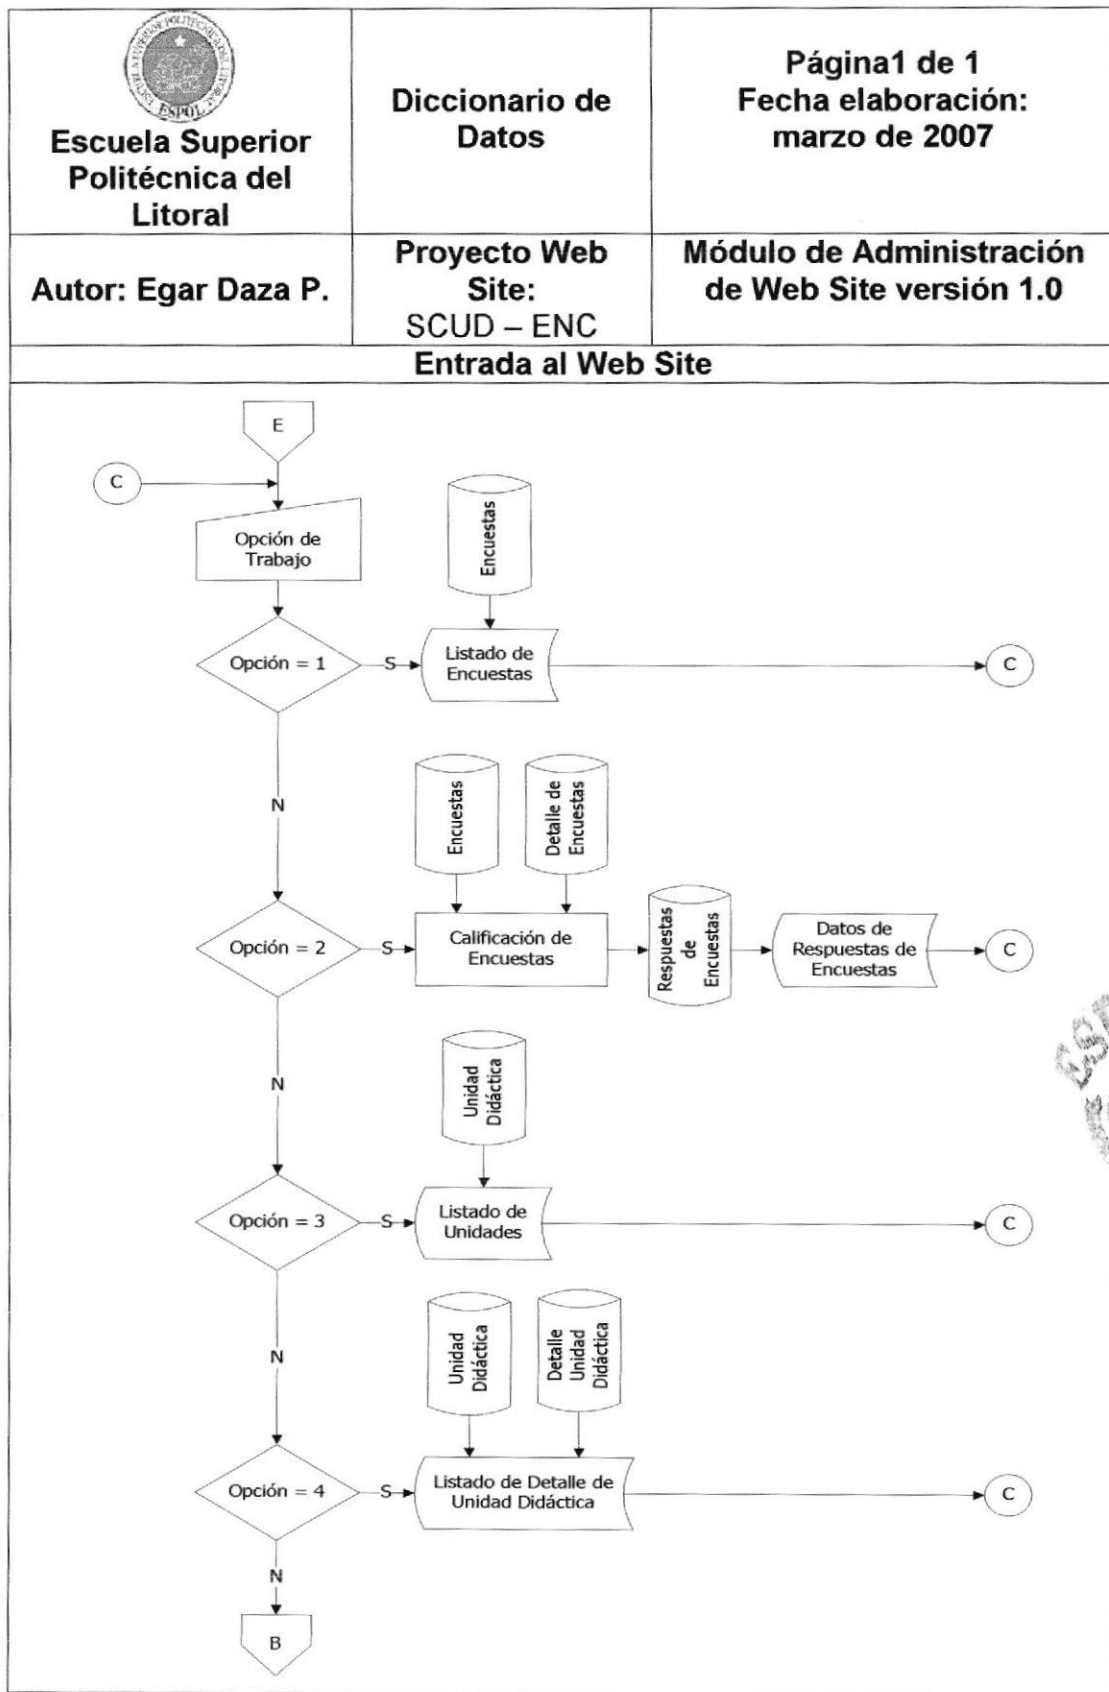 ESPOL
Escuela Superior
Politécnica del
Litoral
Diccionario de
Datos
Página1 de 1
Fecha elaboración:
marzo de 2007
Autor: Egar Daza P.
Proyecto Web
Site:
SCUD – ENC
Módulo de Administración
de Web Site versión 1.0
Entrada al Web Site
E
C
Opción de
Trabajo
Encuestas
Opción = 1
S
Listado de
Encuestas
C
N
Encuestas
Detalle de
Encuestas
Opción = 2
S
Calificación de
Encuestas
Respuestas
de
Encuestas
Datos de
Respuestas de
Encuestas
C
N
Unidad
Didáctica
Opción = 3
S
Listado de
Unidades
C
N
Unidad
Didáctica
Detalle
Unidad
Didáctica
Opción = 4
S
Listado de Detalle de
Unidad Didáctica
C
N
B